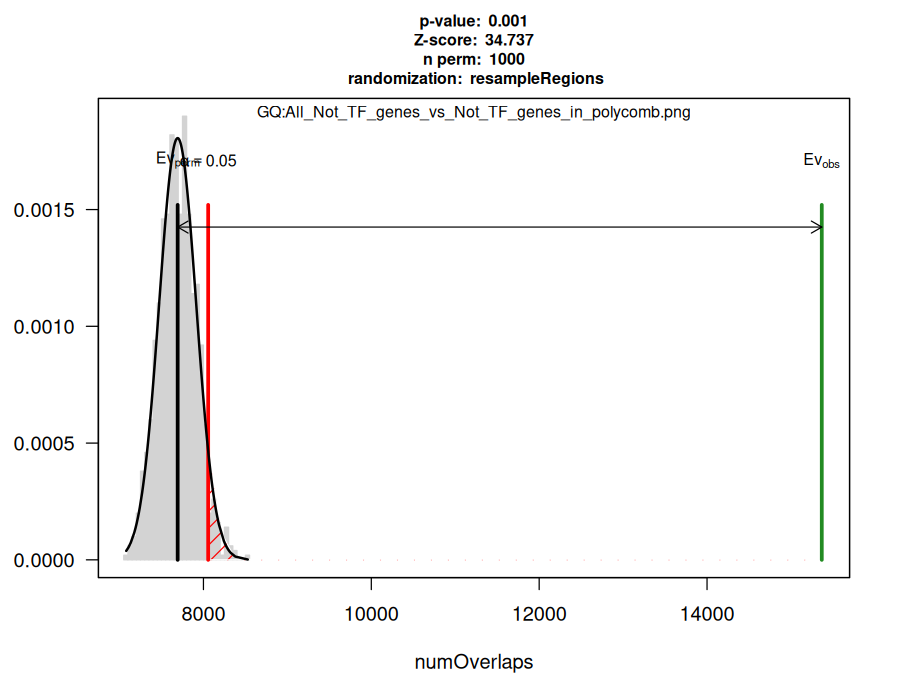 p-value: 0.001
Z-score: 34.737
n perm: 1000
randomization: resampleRegions
GQ:All_Not_TF_genes_vs_Not_TF_genes_in_polycomb.png
Evperm
α = 0.05
Evobs
0.0015
0.0010
0.0005
0.0000
8000 10000 12000 14000
numOverlaps